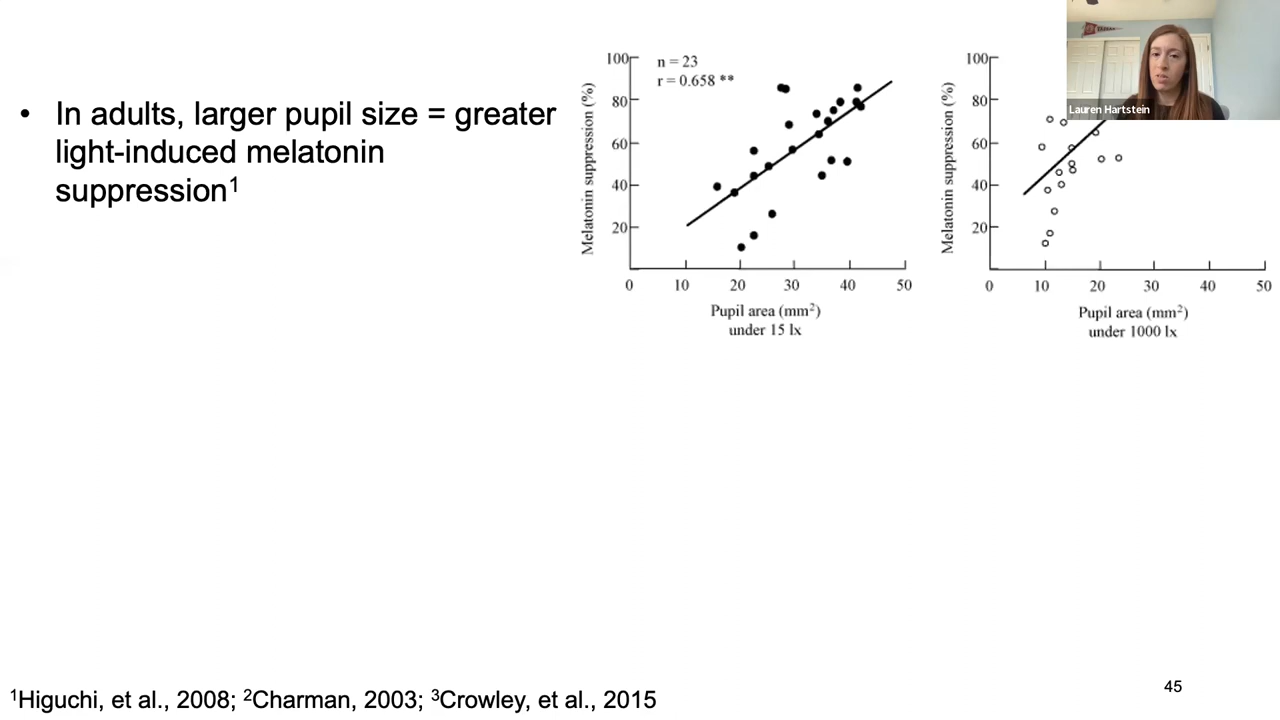 • In adults, larger pupil size = greater
light-induced melatonin
suppression¹
n = 23
r = 0.658 **
Melatonin suppression (%)
100
80
60
40
20
0 10 20 30 40 50
Pupil area (mm²)
under 15 lx
Melatonin suppression (%)
100
80
60
40
20
0 10 20 30 40 50
Pupil area (mm²)
under 1000 lx
Lauren Hartstein
¹Higuchi, et al., 2008; ²Charman, 2003; ³Crowley, et al., 2015
45